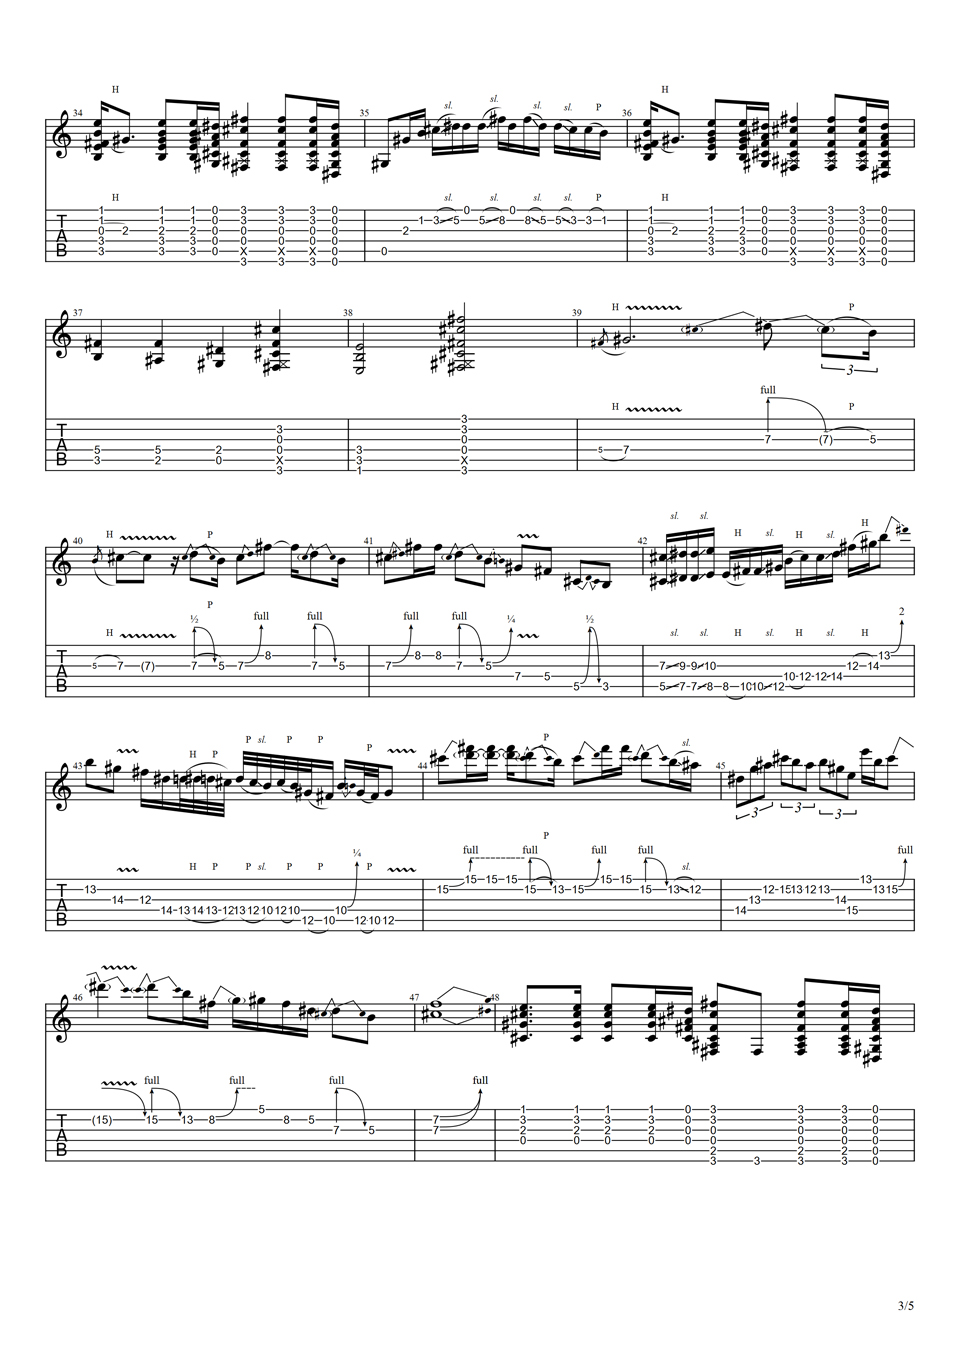 H
34
sl. sl. sl. sl. P
35
H
36
H
sl. sl. sl. sl. P
H
T 1 1 1 0 3 3 3 0 0 0 1 1 1 0 3 3 3 0
A 1 1 1 0 3 3 3 0 1 3 5 5 8 8 5 5 3 3 1 1 1 1 0 3 3 3 0
0 2 2 2 0 0 0 0 0 2 0 2 2 2 0 0 0 0 0
3 3 3 0 0 0 0 0 3 3 3 0 0 0 0 0
B 3 3 3 0 X X X 0 0 3 3 3 0 X X X 0
3 3 3 0 3 3 3 0
37 38 39
H P
3
full
H P
T 3
A 3 3
0 0 7 (7) 5
5 5 2 0 3 0 5 7
B 3 2 0 X 3 X
3 1 3
40 H P 41 42 sl. sl. H sl. H sl. H
H P ½ full full full full ¼ ½ sl. sl. H sl. H sl. H 2
T
A 8 8 8 13
5 7 (7) 7 5 7 7 5 7 7 5 7 9 9 10 12 14
7 5 10 12 12 14
B 5 3 5 7 7 8 8 10 10 12
43 H P P sl. P P P 44 P sl. 45
3 3 3
H P P sl. P P ¼ P full full full full sl. full
T 15 15 15 15 15 15 13
A 13 15 15 13 15 15 13 12 12 15 13 12 13 13 15
14 12 13 14
14 13 14 13 12 13 12 10 12 10 10 14 15
B 12 10 12 10 12
46 47 48
full full full full
T 5 1 1 1 1 0 3 3 3 0
A (15) 15 13 8 8 5 7 3 3 3 3 0 3 3 3 0
7 5 7 2 2 2 2 0 0 0 0 0
0 0 0 0 0 0 0 0 0
B 2 2 2 0
3 3 3 3 0
3/5